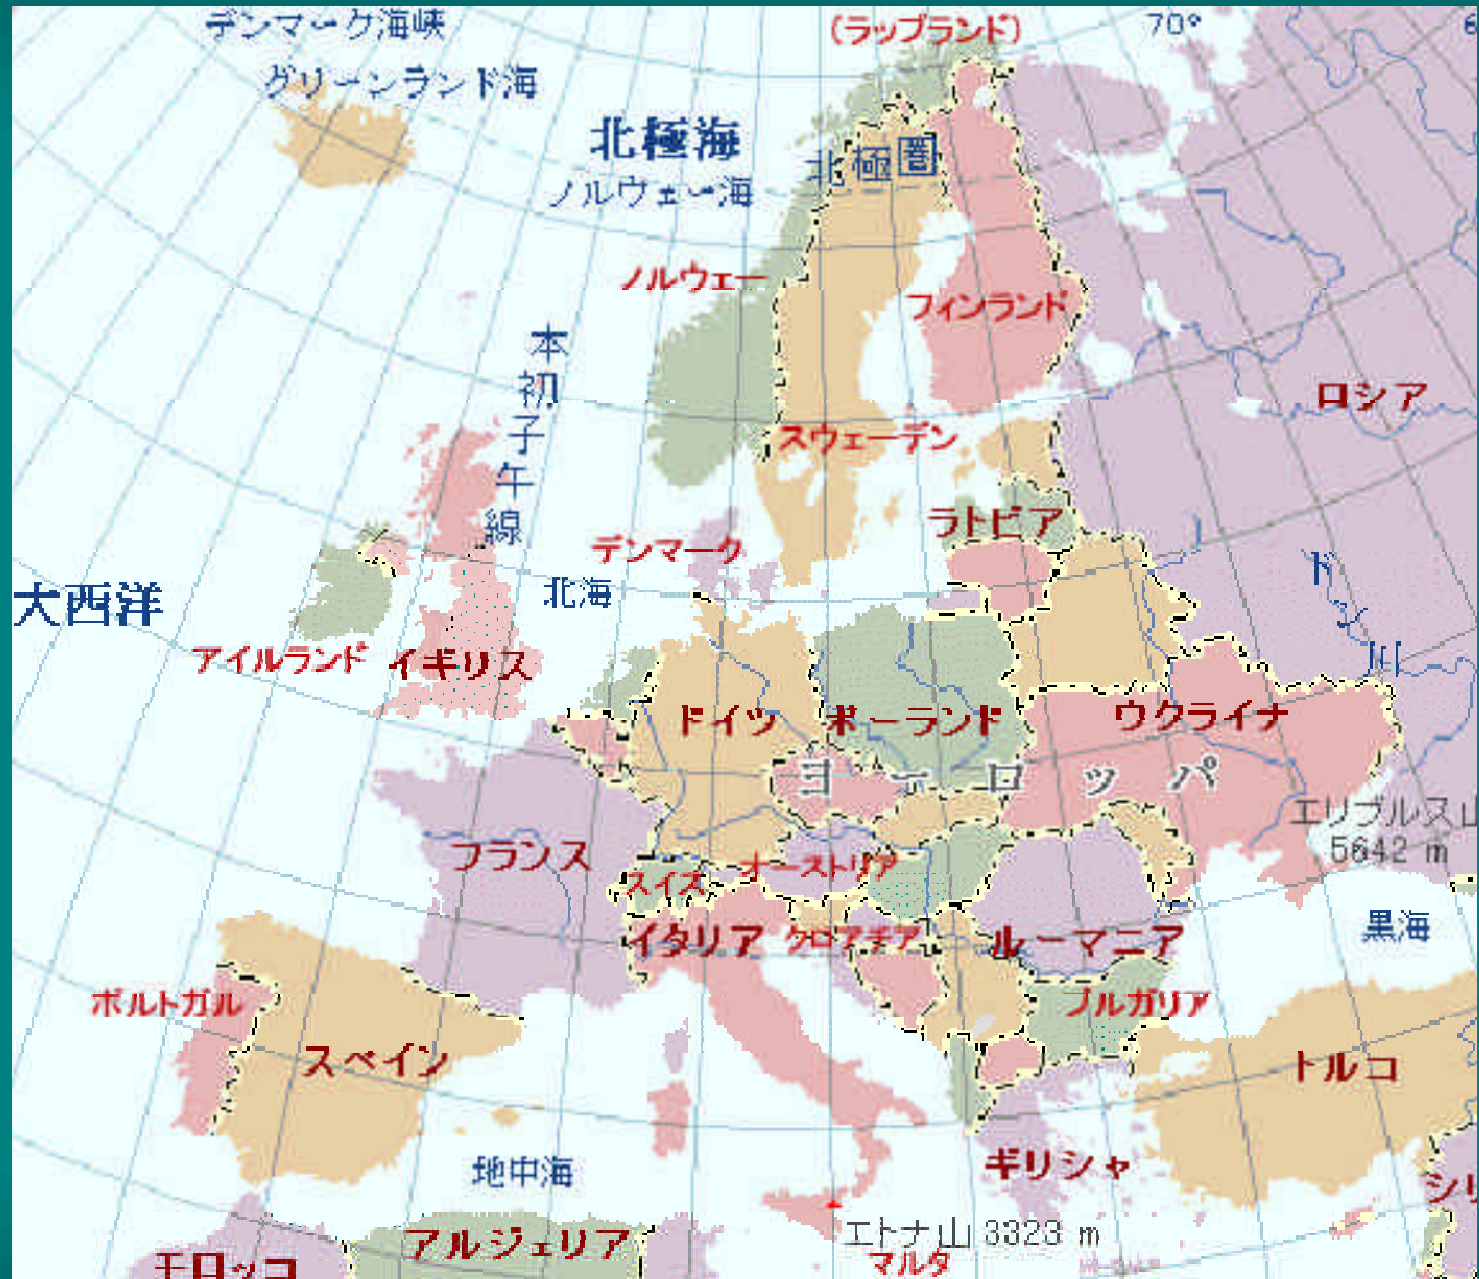 デンマーク海峡
(ラップランド)
70°
6
グリーンランド海
北極海
北極圏
ノルウェー海
ノルウェー
フィンランド
本初子午線
ロシア
スウェーデン
ラトビア
デンマーク
北海
ドン川
大西洋
アイルランド
イギリス
ドイツ
ポーランド
ウクライナ
ヨーロッパ
エリブルス山
5642 m
フランス
オーストリア
スイス
黒海
イタリア
クロアチア
ルーマニア
ポルトガル
ブルガリア
スペイン
トルコ
地中海
ギリシャ
シリ
エトナ山 3323 m
アルジェリア
マルタ
モロッコ